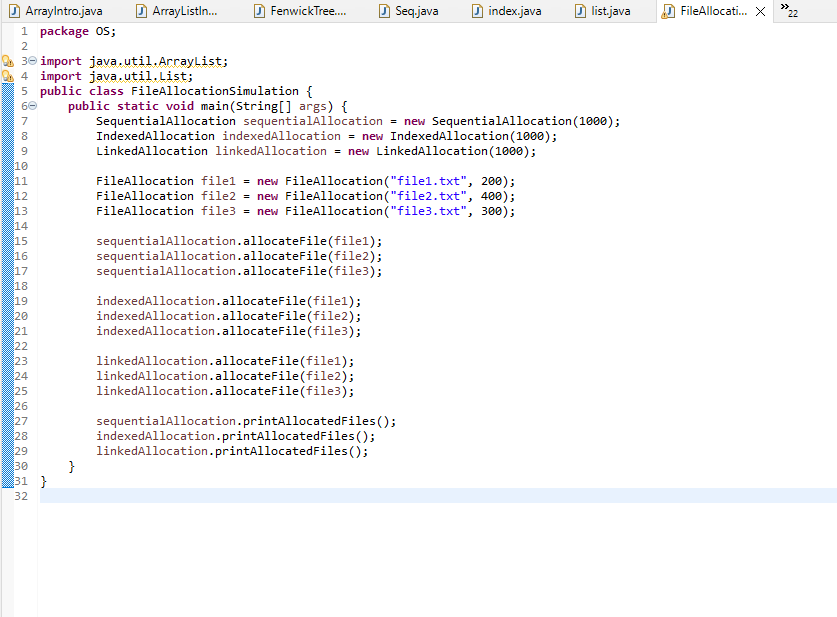 ArrayIntro.java ArrayListIn... FenwickTree.... Seq.java index.java list.java FileAllocati... 22
1 package OS;
2
3 import java.util.ArrayList;
4 import java.util.List;
5 public class FileAllocationSimulation {
6 public static void main(String[] args) {
7 SequentialAllocation sequentialAllocation = new SequentialAllocation(1000);
8 IndexedAllocation indexedAllocation = new IndexedAllocation(1000);
9 LinkedAllocation linkedAllocation = new LinkedAllocation(1000);
10
11 FileAllocation file1 = new FileAllocation("file1.txt", 200);
12 FileAllocation file2 = new FileAllocation("file2.txt", 400);
13 FileAllocation file3 = new FileAllocation("file3.txt", 300);
14
15 sequentialAllocation.allocateFile(file1);
16 sequentialAllocation.allocateFile(file2);
17 sequentialAllocation.allocateFile(file3);
18
19 indexedAllocation.allocateFile(file1);
20 indexedAllocation.allocateFile(file2);
21 indexedAllocation.allocateFile(file3);
22
23 linkedAllocation.allocateFile(file1);
24 linkedAllocation.allocateFile(file2);
25 linkedAllocation.allocateFile(file3);
26
27 sequentialAllocation.printAllocatedFiles();
28 indexedAllocation.printAllocatedFiles();
29 linkedAllocation.printAllocatedFiles();
30 }
31 }
32